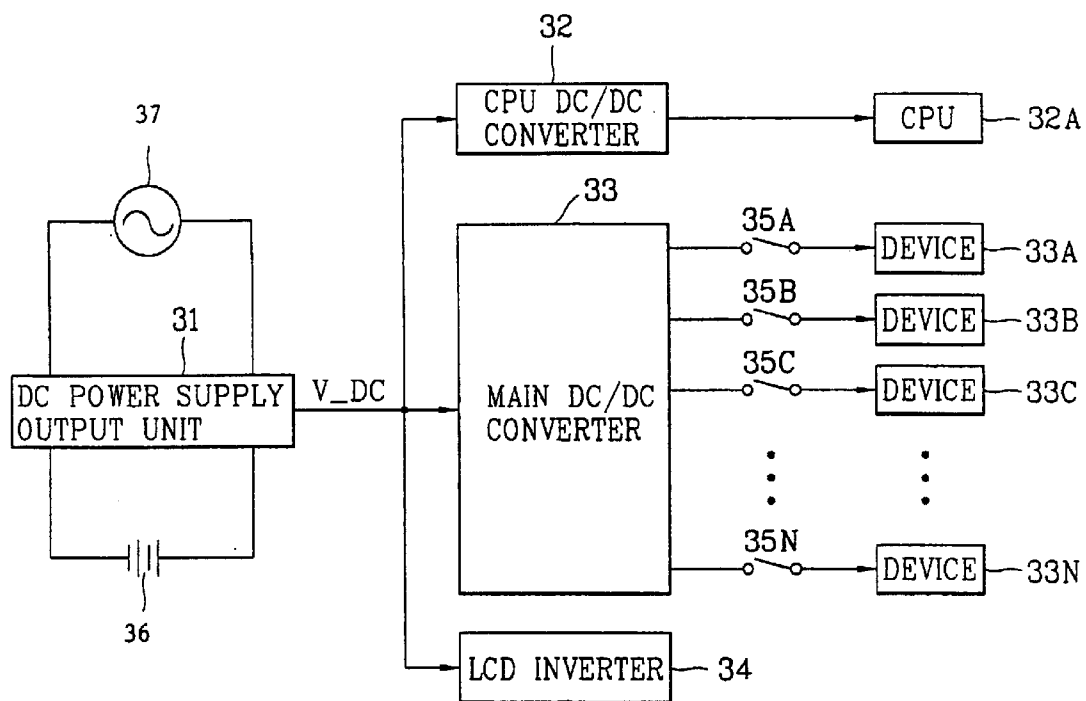 32
CPU DC/DC
CONVERTER
CPU
32A
37
33
35A
DEVICE
33A
35B
DEVICE
33B
35C
DEVICE
33C
31
DC POWER SUPPLY
OUTPUT UNIT
V_DC
MAIN DC/DC
CONVERTER
35N
DEVICE
33N
36
LCD INVERTER
34